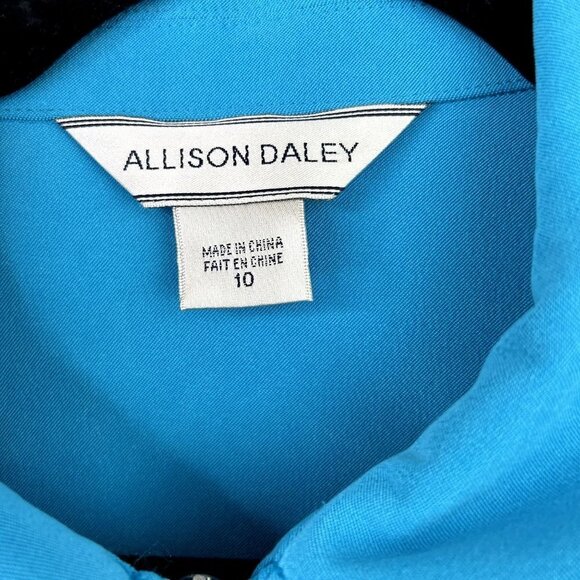 ALLISON DALEY
MADE IN CHINA
FAIT EN CHINE
10